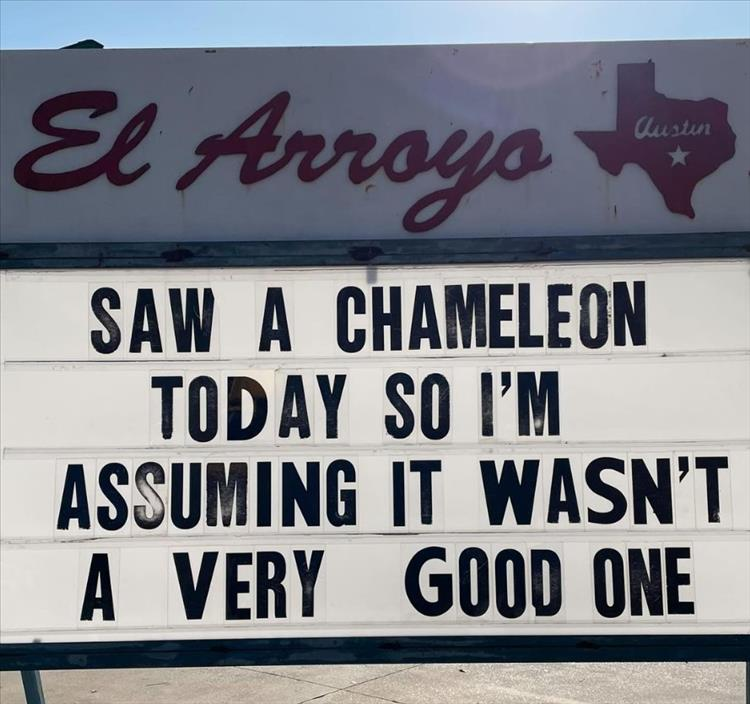 El Arroyo
Austin
SAW A CHAMELEON
TODAY SO I'M
ASSUMING IT WASN'T
A VERY GOOD ONE